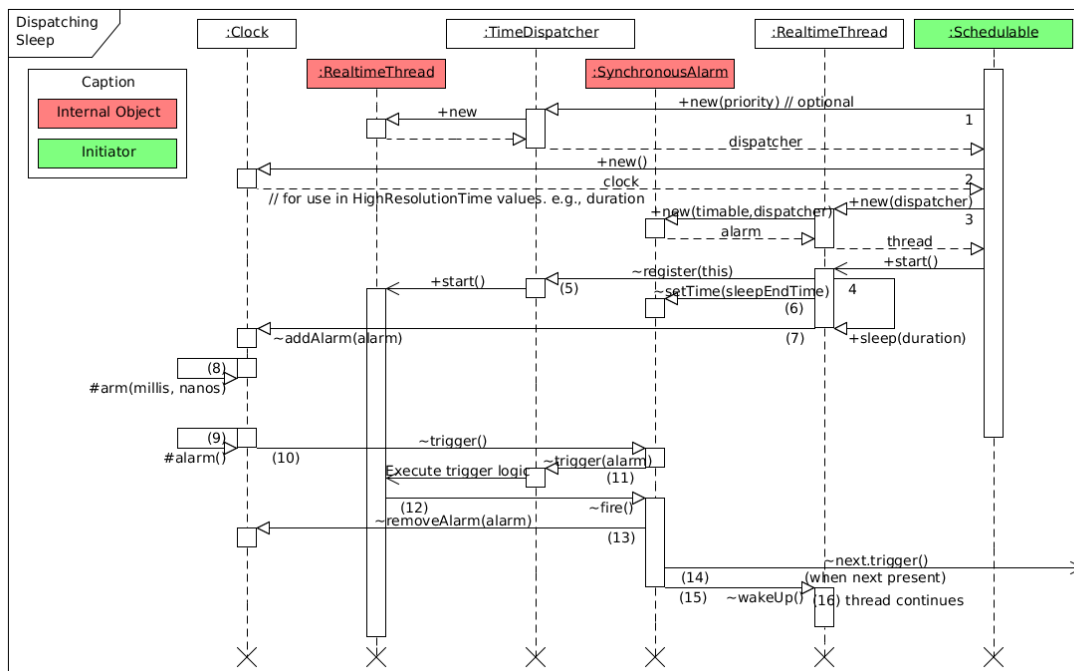 Dispatching
Sleep
:Clock
:TimeDispatcher
:RealtimeThread
:Schedulable
:RealtimeThread
:SynchronousAlarm
Caption
Internal Object
Initiator
+new
+new(priority) // optional
1
dispatcher
+new()
clock
2
// for use in HighResolutionTime values. e.g., duration
+new(dispatcher)
+new(timable,dispatcher)
3
alarm
thread
+start()
~register(this)
+start()
(5)
4
~setTime(sleepEndTime)
(6)
~addAlarm(alarm)
(7)
+sleep(duration)
(8)
#arm(millis, nanos)
(9)
~trigger()
#alarm()
(10)
~trigger(alarm)
Execute trigger logic
(11)
(12)
~fire()
~removeAlarm(alarm)
(13)
~next.trigger()
(14)
(when next present)
(15)
~wakeUp()
(16) thread continues